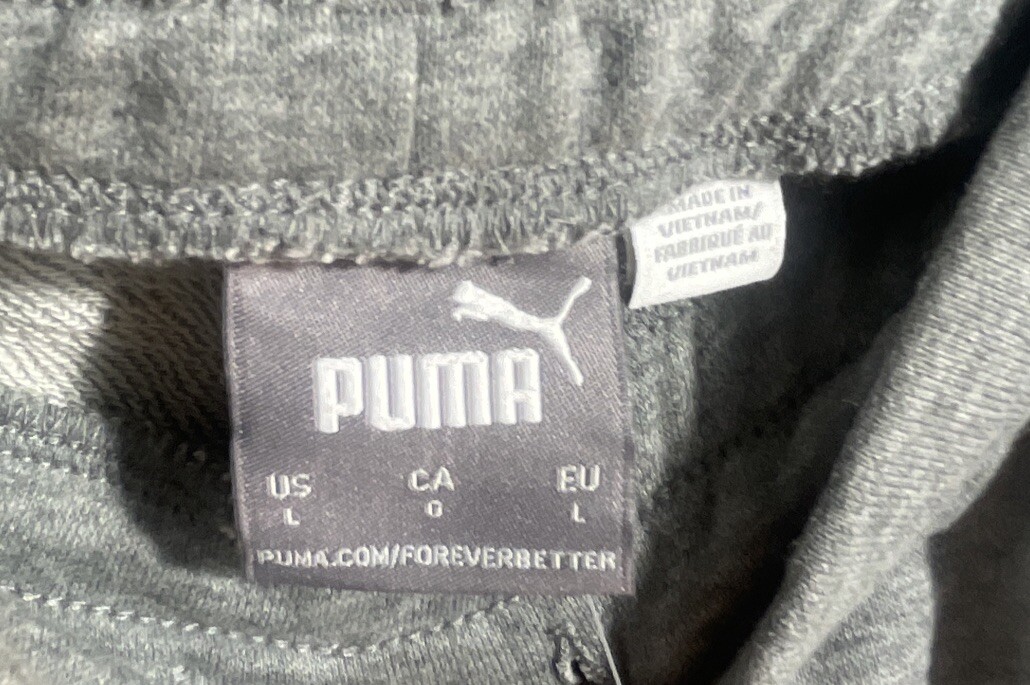 MADE IN
VIETNAM/
FABRIQUÉ AU
VIETNAM
PUMA
US CA EU
L G L
PUMA.COM/FOREVERBETTER